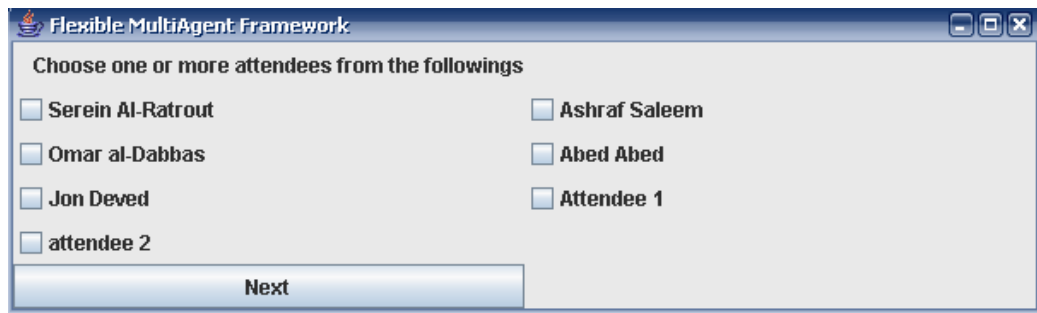 Flexible MultiAgent Framework
Choose one or more attendees from the followings
Serein Al-Ratrout
Ashraf Saleem
Omar al-Dabbas
Abed Abed
Jon Deved
Attendee 1
attendee 2
Next